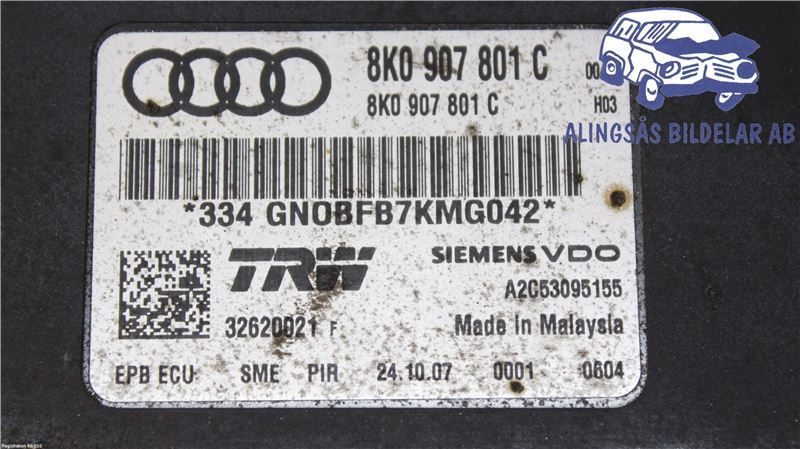 8K0 907 801 C
8K0 907 801 C H03
ALINGSÅS BILDELAR AB
*334 GN0BFB7KMG042*
TRW SIEMENS VDO
A2C53095155
32620021 F Made in Malaysia
EPB ECU SME PIR 24.10.07 0001 0604